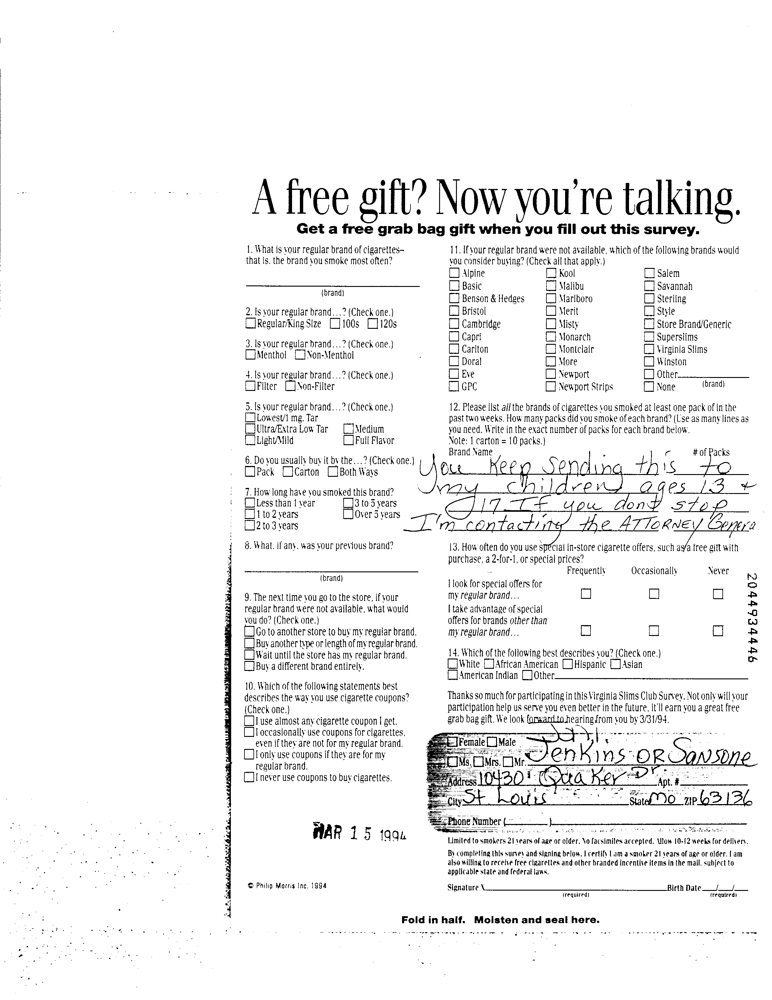 A free gift? Now you're talking.
Get a free grab bag gift when you fill out this survey.
1. What is your regular brand of cigarettes–
that is, the brand you smoke most often?
(brand)
2. Is your regular brand...? (Check one.)
Regular/King Size 100s 120s
3. Is your regular brand...? (Check one.)
Menthol Non-Menthol
4. Is your regular brand...? (Check one.)
Filter Non-Filter
5. Is your regular brand...? (Check one.)
Lowest/1 mg. Tar
Ultra/Extra Low Tar Medium
Light/Mild Full Flavor
6. Do you usually buy it by the...? (Check one.)
Pack Carton Both Ways
7. How long have you smoked this brand?
Less than 1 year 3 to 5 years
1 to 2 years Over 5 years
2 to 3 years
8. What, if any, was your previous brand?
(brand)
9. The next time you go to the store, if your
regular brand were not available, what would
you do? (Check one.)
Go to another store to buy my regular brand.
Buy another type or length of my regular brand.
Wait until the store has my regular brand.
Buy a different brand entirely.
10. Which of the following statements best
describes the way you use cigarette coupons?
(Check one.)
I use almost any cigarette coupon I get.
I occasionally use coupons for cigarettes,
even if they are not for my regular brand.
I only use coupons if they are for my
regular brand.
I never use coupons to buy cigarettes.
MAR 15 1994
© Philip Morris Inc. 1994
11. If your regular brand were not available, which of the following brands would
you consider buying? (Check all that apply.)
Alpine Kool Salem
Basic Malibu Savannah
Benson & Hedges Marlboro Sterling
Bristol Merit Style
Cambridge Misty Store Brand/Generic
Capri Monarch Superslims
Carlton Montclair Virginia Slims
Doral More Winston
Eve Newport Other
GPC Newport Stripes None (brand)
12. Please list all the brands of cigarettes you smoked at least one pack of in the
past two weeks. How many packs did you smoke of each brand? (Use as many lines as
you need. Write in the exact number of packs for each brand below.
Note: 1 carton = 10 packs.)
Brand Name # of Packs
You Keep Sending this to
my children ages 13 +
17 If you dont stop
I'm contacting the ATTORNEY Genera
13. How often do you use special in-store cigarette offers, such as a free gift with
purchase, a 2-for-1, or special prices?
Frequently Occasionally Never
I look for special offers for
my regular brand...
I take advantage of special
offers for brands other than
my regular brand...
14. Which of the following best describes you? (Check one.)
White African American Hispanic Asian
American Indian Other
Thanks so much for participating in this Virginia Slims Club Survey. Not only will your
participation help us serve you even better in the future, it'll earn you a great free
grab bag gift. We look forward to hearing from you by 3/31/94.
Female Male
Ms. Mrs. Mr. Jenkins OR SANSONE
Address 10430 Quaker Dr Apt. #
City St Louis State Mo ZIP 63136
Phone Number ( )
Limited to smokers 21 years of age or older. No facsimiles accepted. Allow 10-12 weeks for delivery.
By completing this survey and signing below, I certify I am a smoker 21 years of age or older. I am
also willing to receive free cigarettes and other branded incentive items in the mail, subject to
applicable state and federal laws.
Signature X Birth Date / /
(required) (required)
Fold in half. Moisten and seal here.
2044934446